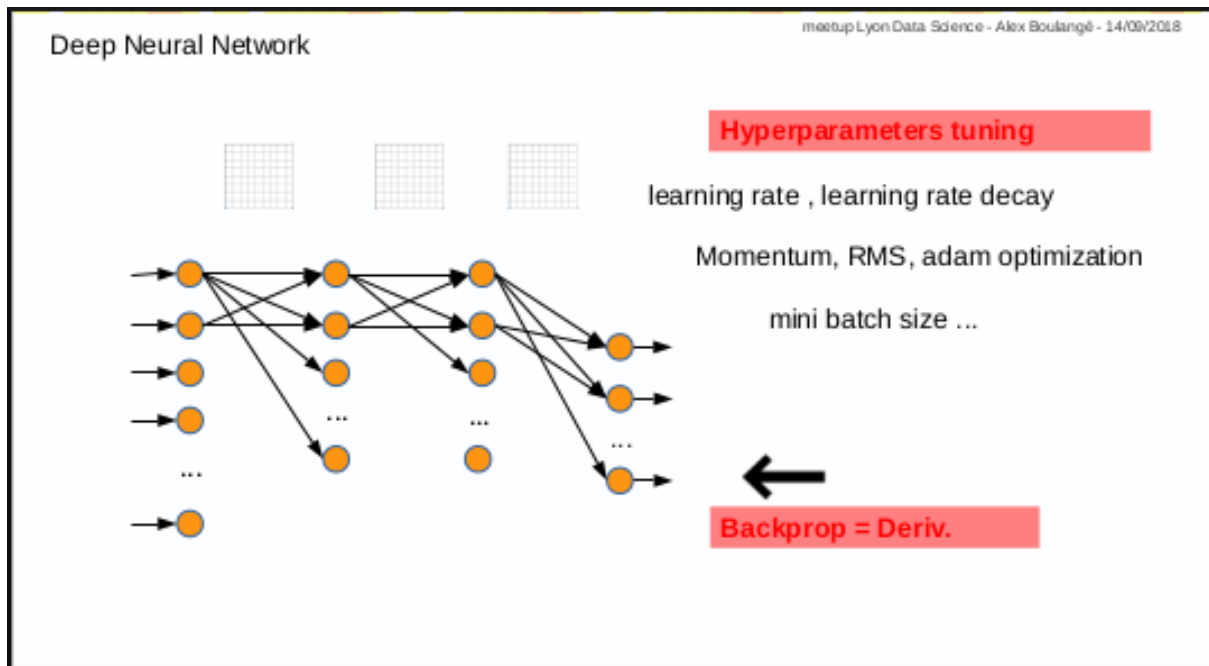 meetup Lyon Data Science - Alex Boulangé - 14/09/2018
Deep Neural Network
Hyperparameters tuning
learning rate , learning rate decay
Momentum, RMS, adam optimization
mini batch size ...
...
...
...
...
Backprop = Deriv.